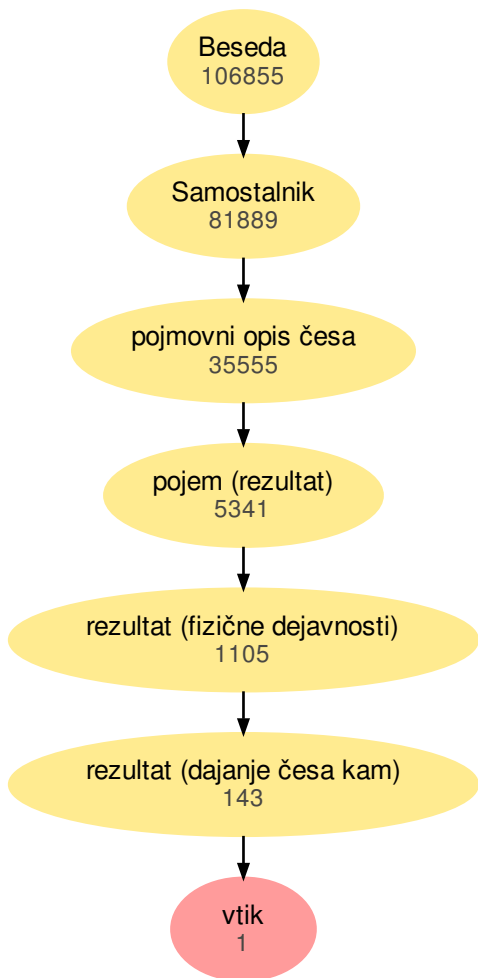 Beseda
106855
Samostalnik
81889
pojmovni opis česa
35555
pojem (rezultat)
5341
rezultat (fizične dejavnosti)
1105
rezultat (dajanje česa kam)
143
vtik
1